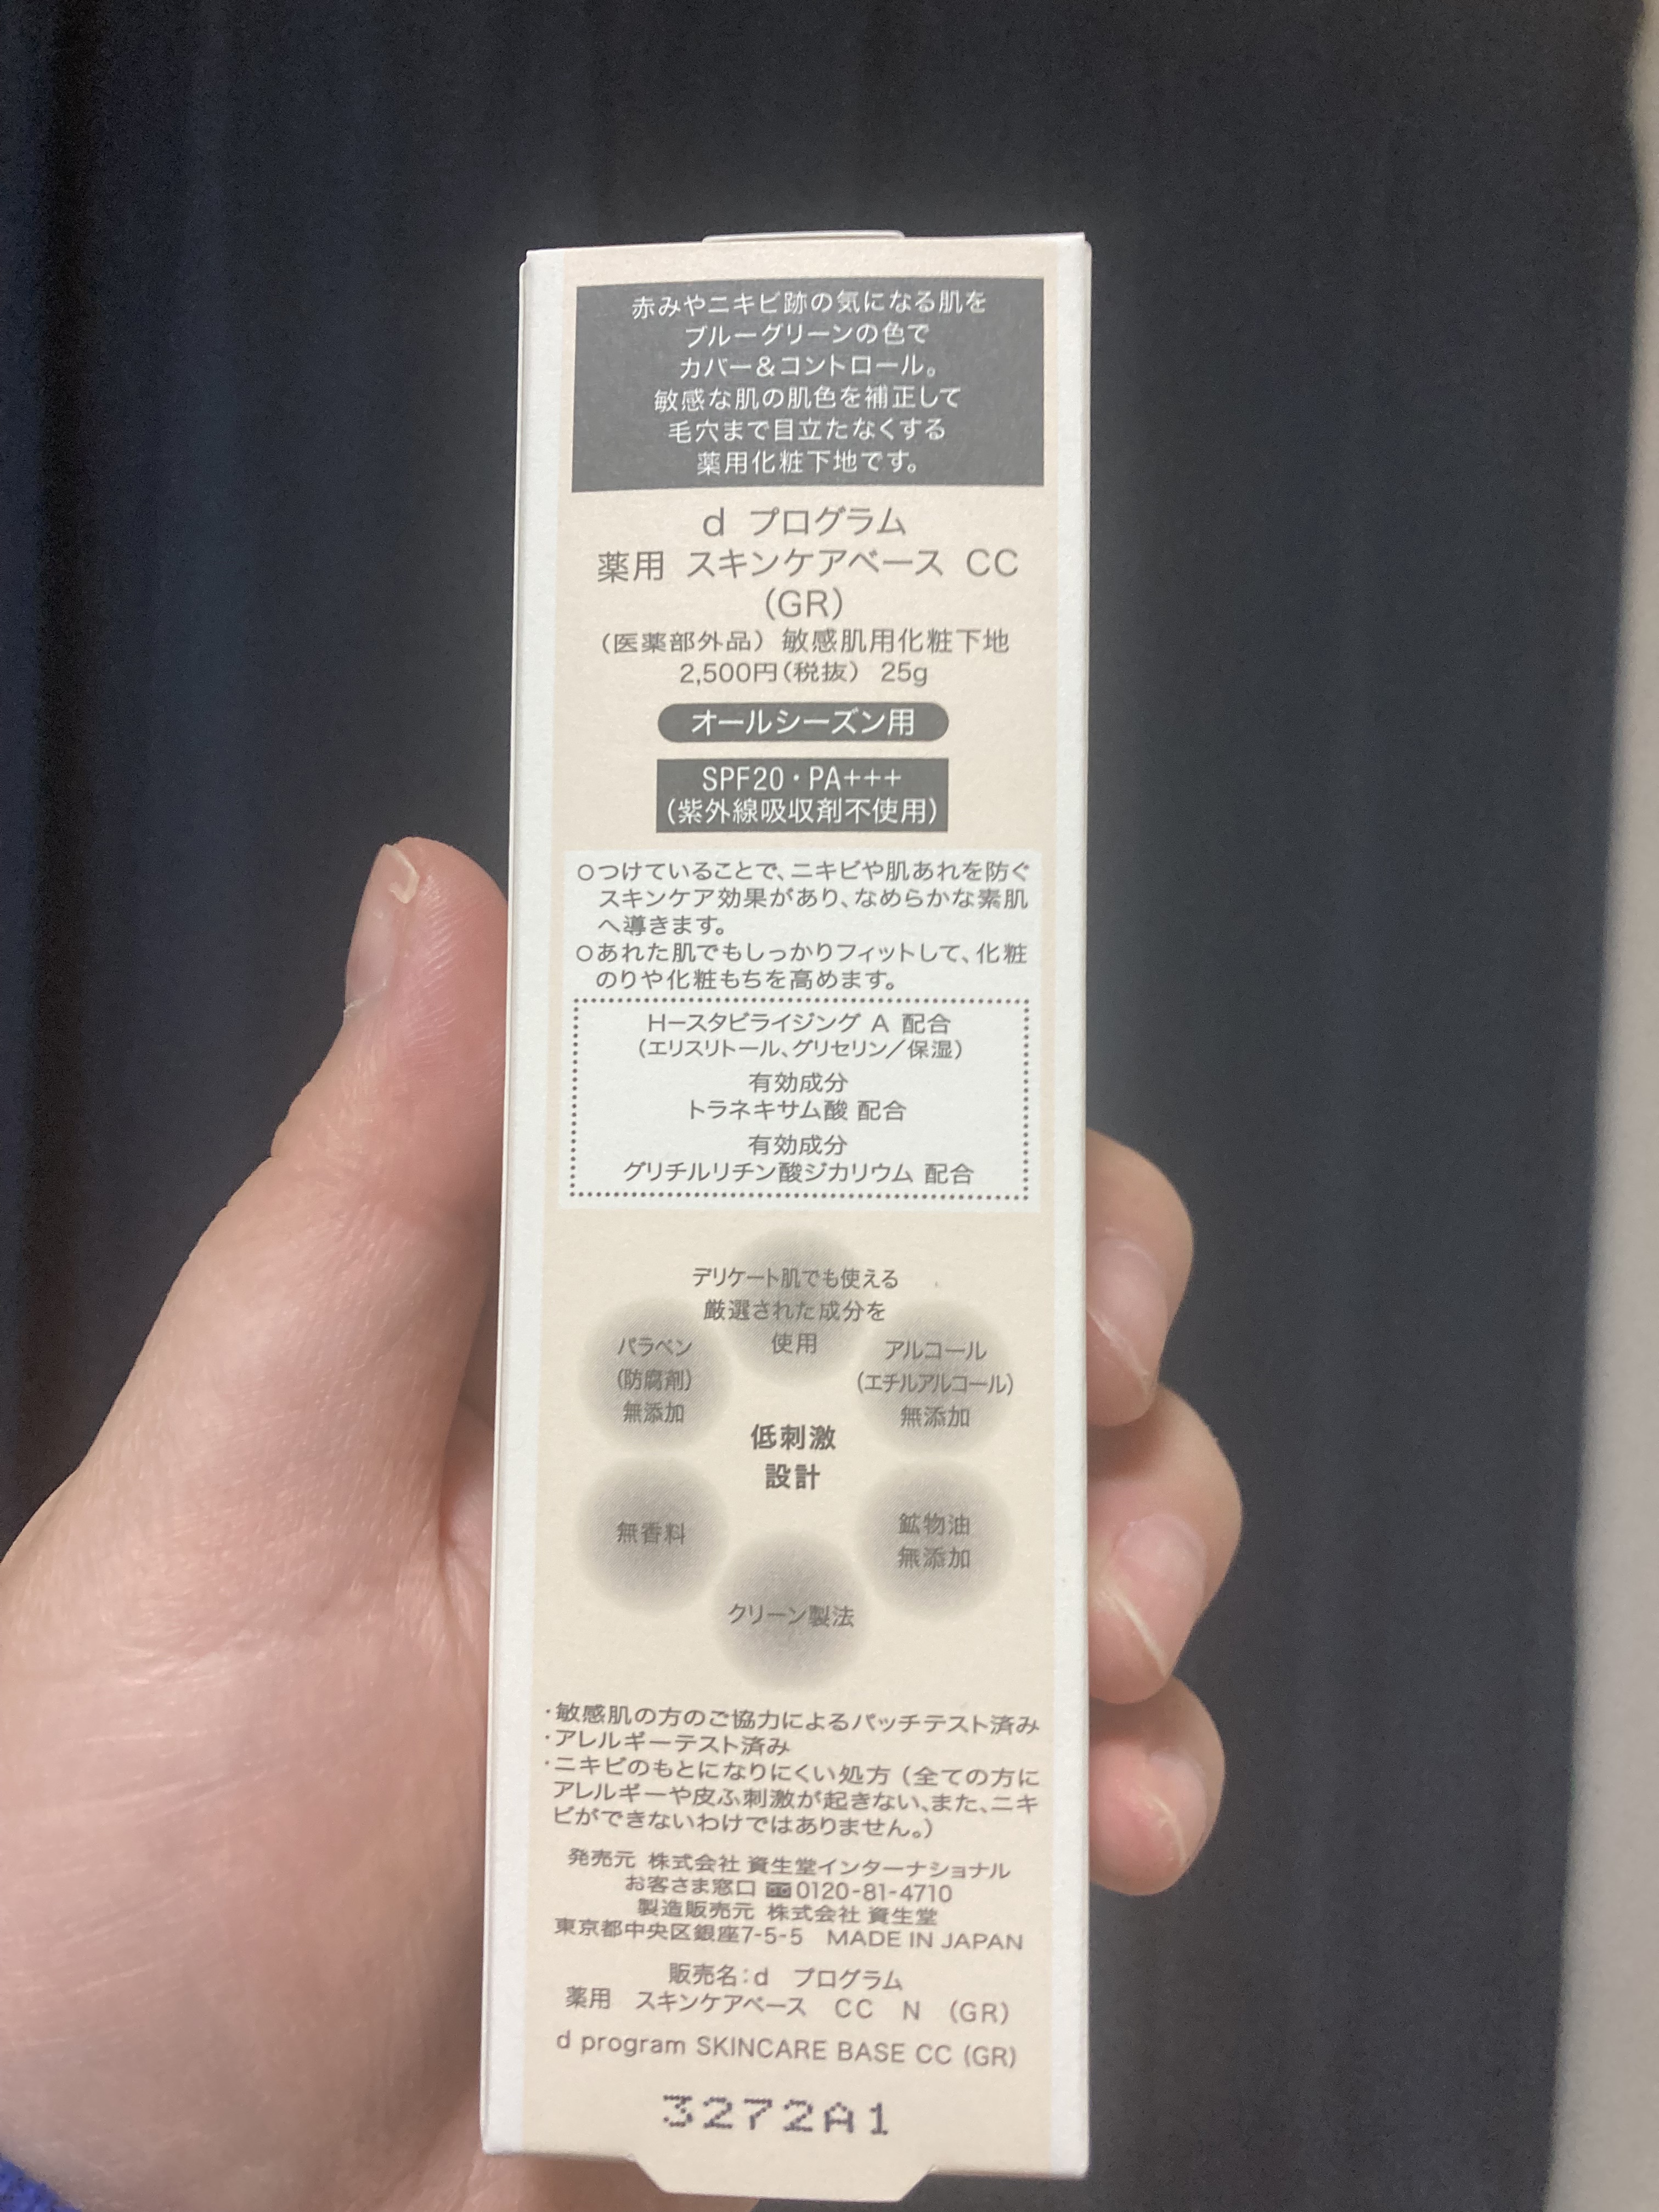 赤みやニキビ跡の気になる肌を
ブルーグリーンの色で
カバー&コントロール。
敏感な肌の肌色を補正して
毛穴まで目立たなくする
薬用化粧下地です。
d プログラム
薬用 スキンケアベース CC
(GR)
(医薬部外品) 敏感肌用化粧下地
2,500円(税抜) 25g
オールシーズン用
SPF20・PA+++
(紫外線吸収剤不使用)
○つけていることで、ニキビや肌あれを防ぐ
スキンケア効果があり、なめらかな素肌
へ導きます。
○あれた肌でもしっかりフィットして、化粧
のりや化粧もちを高めます。
H-スタビライジング A 配合
(エリスリトール、グリセリン/保湿)
有効成分
トラネキサム酸 配合
有効成分
グリチルリチン酸ジカリウム 配合
デリケート肌でも使える
厳選された成分を
使用
パラベン
(防腐剤)
無添加
アルコール
(エチルアルコール)
無添加
低刺激
設計
無香料
鉱物油
無添加
クリーン製法
・敏感肌の方のご協力によるパッチテスト済み
・アレルギーテスト済み
・ニキビのもとになりにくい処方(全ての方に
アレルギーや皮ふ刺激が起きない、また、ニキ
ビができないわけではありません。)
発売元 株式会社 資生堂インターナショナル
お客さま窓口 0120-81-4710
製造販売元 株式会社 資生堂
東京都中央区銀座7-5-5 MADE IN JAPAN
販売名:d プログラム
薬用 スキンケアベース CC N (GR)
d program SKINCARE BASE CC (GR)
3272A1